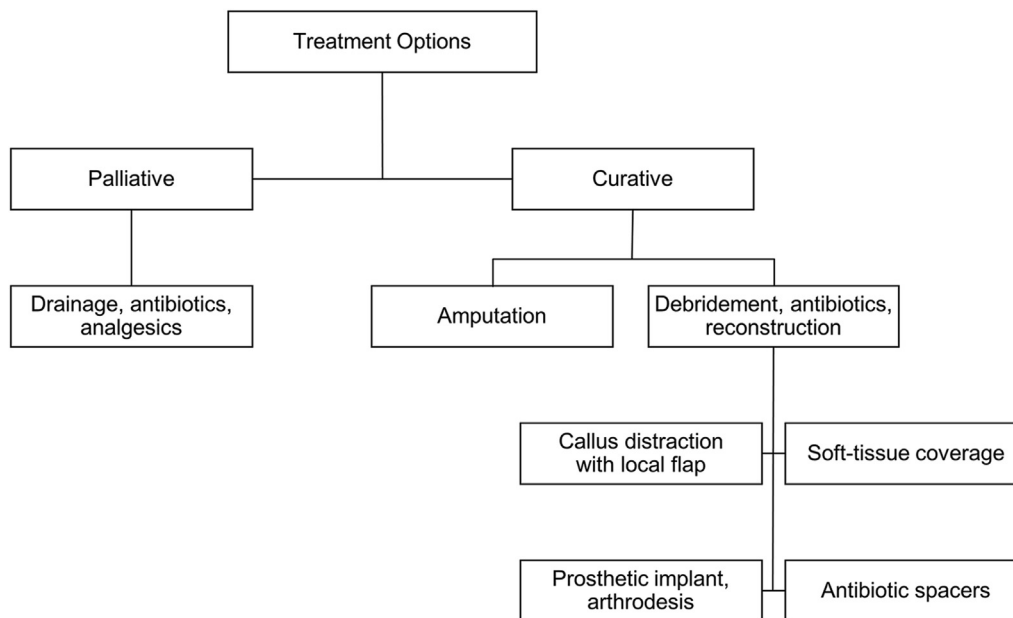 Treatment Options
Palliative
Curative
Drainage, antibiotics,
analgesics
Amputation
Debridement, antibiotics,
reconstruction
Callus distraction
with local flap
Soft-tissue coverage
Prosthetic implant,
arthrodesis
Antibiotic spacers